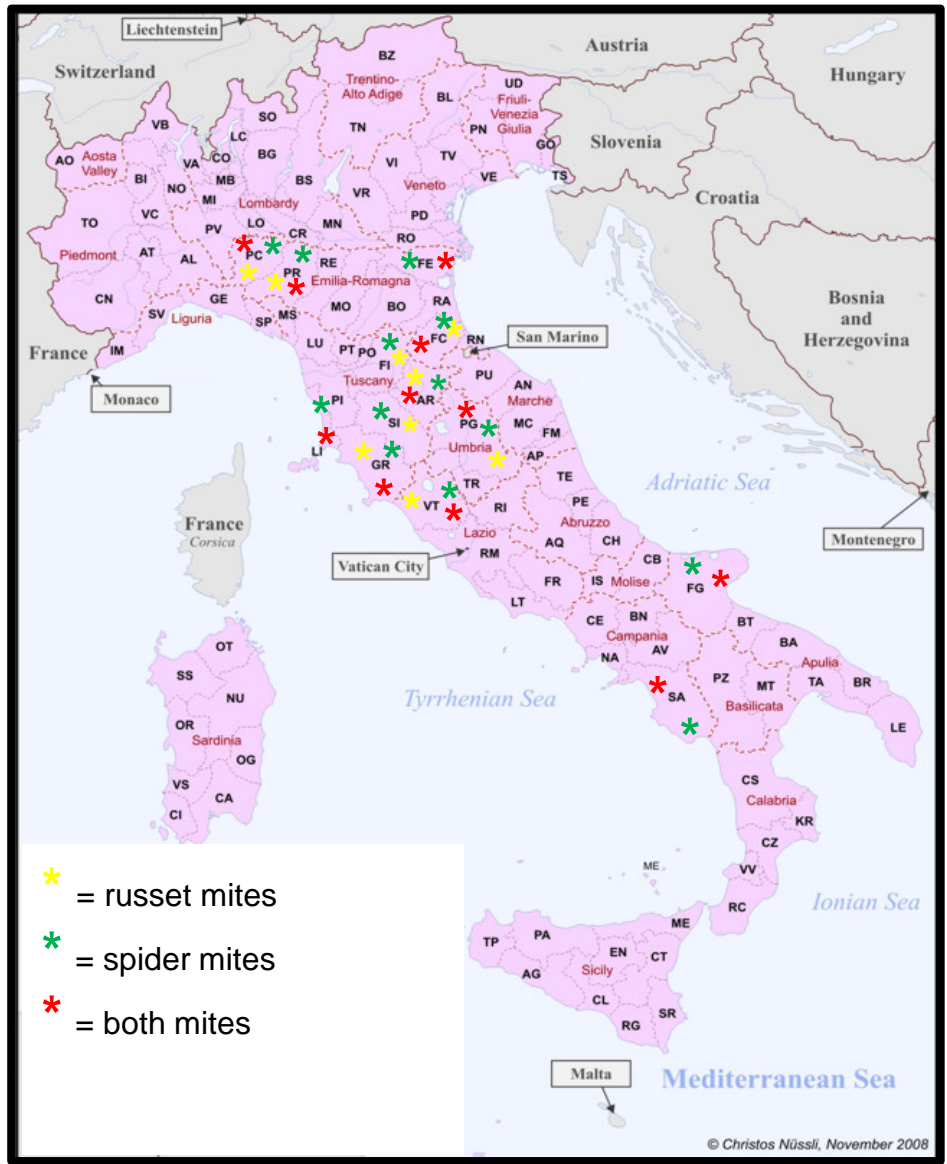 Liechtenstein
Austria
Switzerland
Hungary
BZ
Trentino-
Alto Adige
UD
BL
Friuli-
Venezia
Giulia
SO
VB
LC
TN
PN
GO
Slovenia
AO
Aosta
Valley
VA
CO
BG
VI
TV
BI
NO
MB
BS
VR
Veneto
VE
TS
MI
Lombardy
Croatia
TO
VC
LO
MN
PD
PV
CR
RO
Piedmont
AT
AL
PC
* * * * *
RE
FE
PR
Emilia-Romagna
* * *
CN
GE
MO
BO
RA
Bosnia
and
Herzegovina
SV
Liguria
SP
MS
* *
France
IM
LU
PT
PO
* *
FC
RN
San Marino
FI
*
Tuscany
* *
PU
Monaco
PI
*
AR
AN
Marche
* *
SI
*
* *
PG
MC
FM
LI
*
* *
Umbria
*
AP
GR
TE
Adriatic Sea
*
*
TR
France
Corsica
*
VT
*
RI
PE
Abruzzo
Montenegro
Lazio
AQ
CH
Vatican City
RM
CB
* *
FR
IS
Molise
FG
LT
CE
BN
Campania
BT
OT
NA
AV
BA
Apulia
SS
*
PZ
MT
TA
BR
NU
Tyrrhenian Sea
SA
Basilicata
OR
*
LE
Sardinia
OG
VS
CA
CS
CI
Calabria
KR
CZ
ME
VV
RC
Ionian Sea
ME
TP
PA
EN
CT
AG
Sicily
CL
SR
RG
* = russet mites
* = spider mites
* = both mites
Malta
Mediterranean Sea
© Christos Nüssli, November 2008